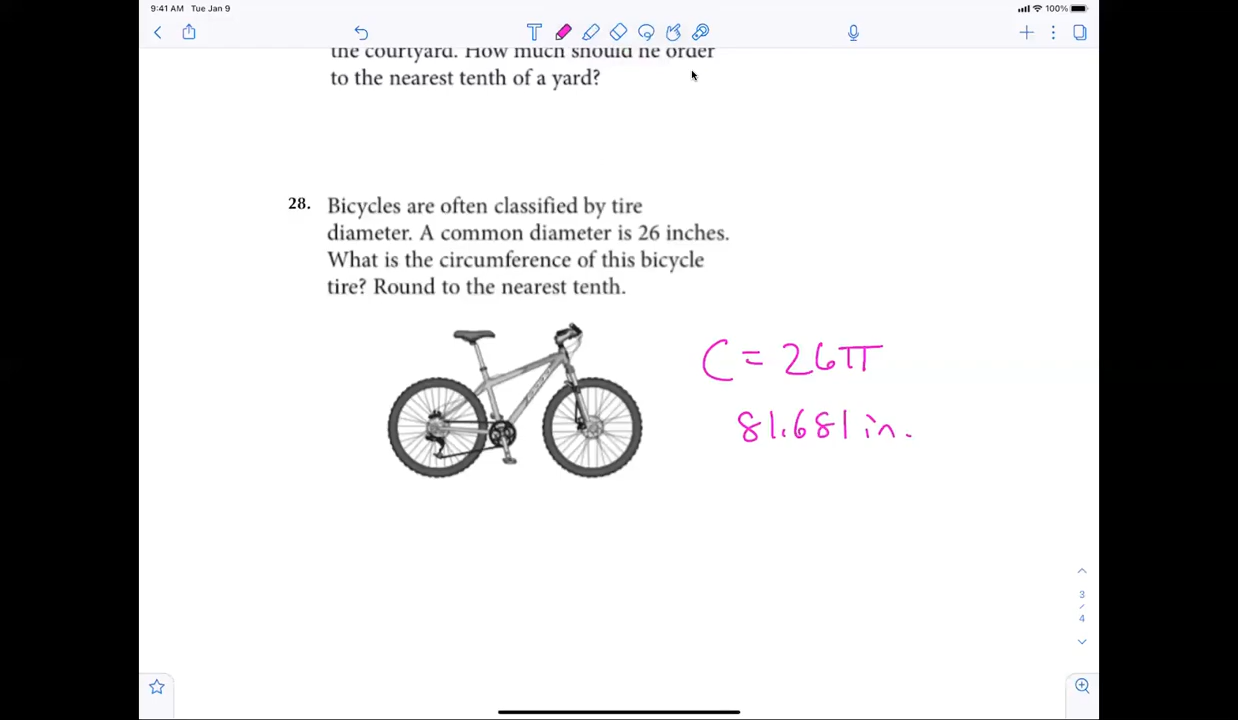 9:41 AM Tue Jan 9
100%
the courtyard. How much should he order
to the nearest tenth of a yard?
28. Bicycles are often classified by tire
diameter. A common diameter is 26 inches.
What is the circumference of this bicycle
tire? Round to the nearest tenth.
C = 26π
81.681 in.
3
/
4